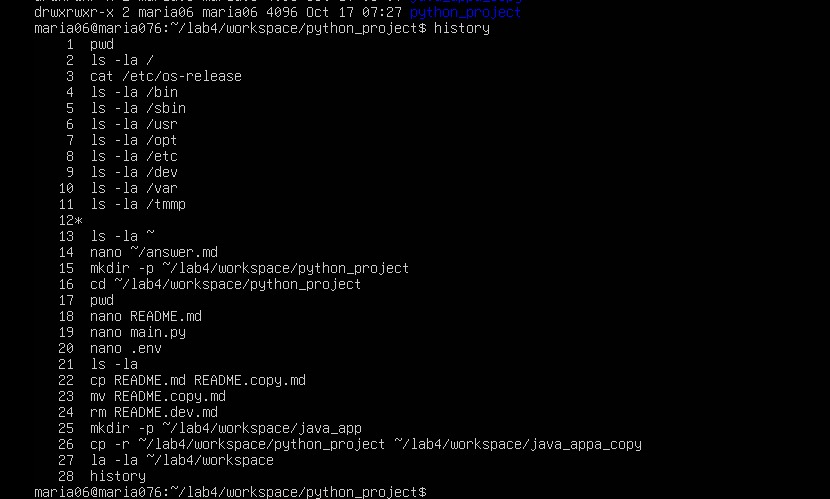 drwxrwxr-x 2 maria06 maria06 4096 Oct 17 07:27 python_project
maria06@maria076:~/lab4/workspace/python_project$ history
1 pwd
2 ls -la /
3 cat /etc/os-release
4 ls -la /bin
5 ls -la /sbin
6 ls -la /usr
7 ls -la /opt
8 ls -la /etc
9 ls -la /dev
10 ls -la /var
11 ls -la /tmmp
12*
13 ls -la ~
14 nano ~/answer.md
15 mkdir -p ~/lab4/workspace/python_project
16 cd ~/lab4/workspace/python_project
17 pwd
18 nano README.md
19 nano main.py
20 nano .env
21 ls -la
22 cp README.md README.copy.md
23 mv README.copy.md
24 rm README.dev.md
25 mkdir -p ~/lab4/workspace/java_app
26 cp -r ~/lab4/workspace/python_project ~/lab4/workspace/java_appa_copy
27 la -la ~/lab4/workspace
28 history
maria06@maria076:~/lab4/workspace/python_project$